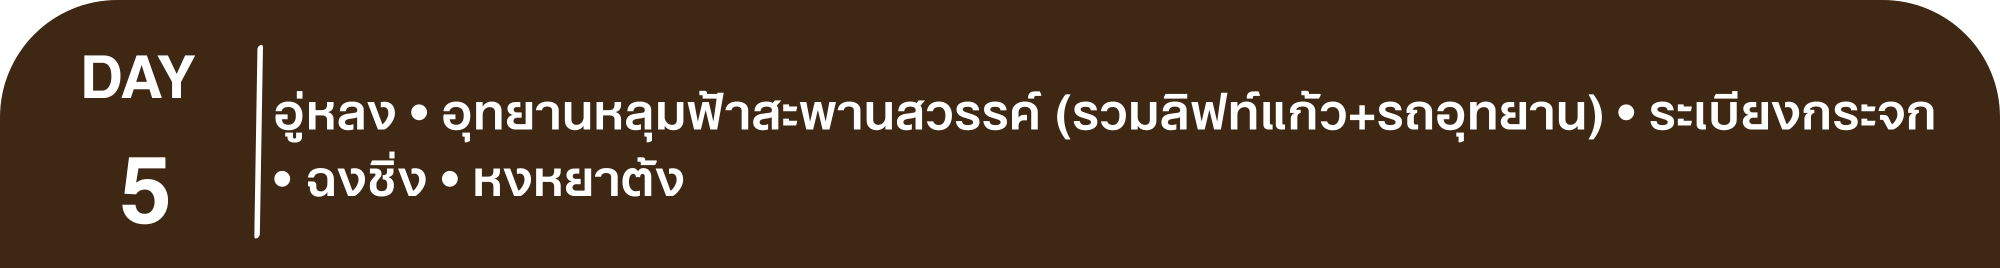 DAY
5
อู่หลง • อุทยานหลุมฟ้าสะพานสวรรค์ (รวมลิฟท์แก้ว+รถอุทยาน) • ระเบียงกระจก
• ฉงชิ่ง • หงหยาต้ง